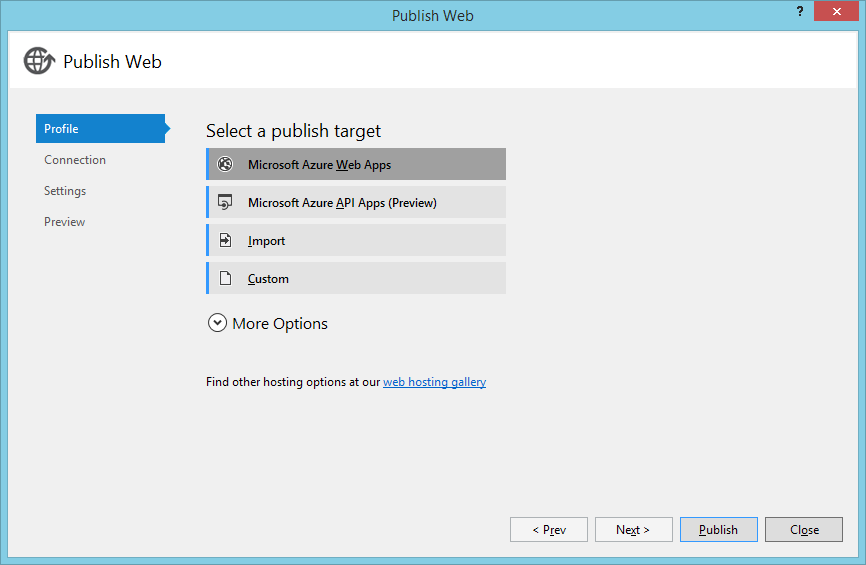 Publish Web
?
Publish Web
Profile
Connection
Settings
Preview
Select a publish target
Microsoft Azure Web Apps
Microsoft Azure API Apps (Preview)
Import
Custom
More Options
Find other hosting options at our web hosting gallery
< Prev
Next >
Publish
Close